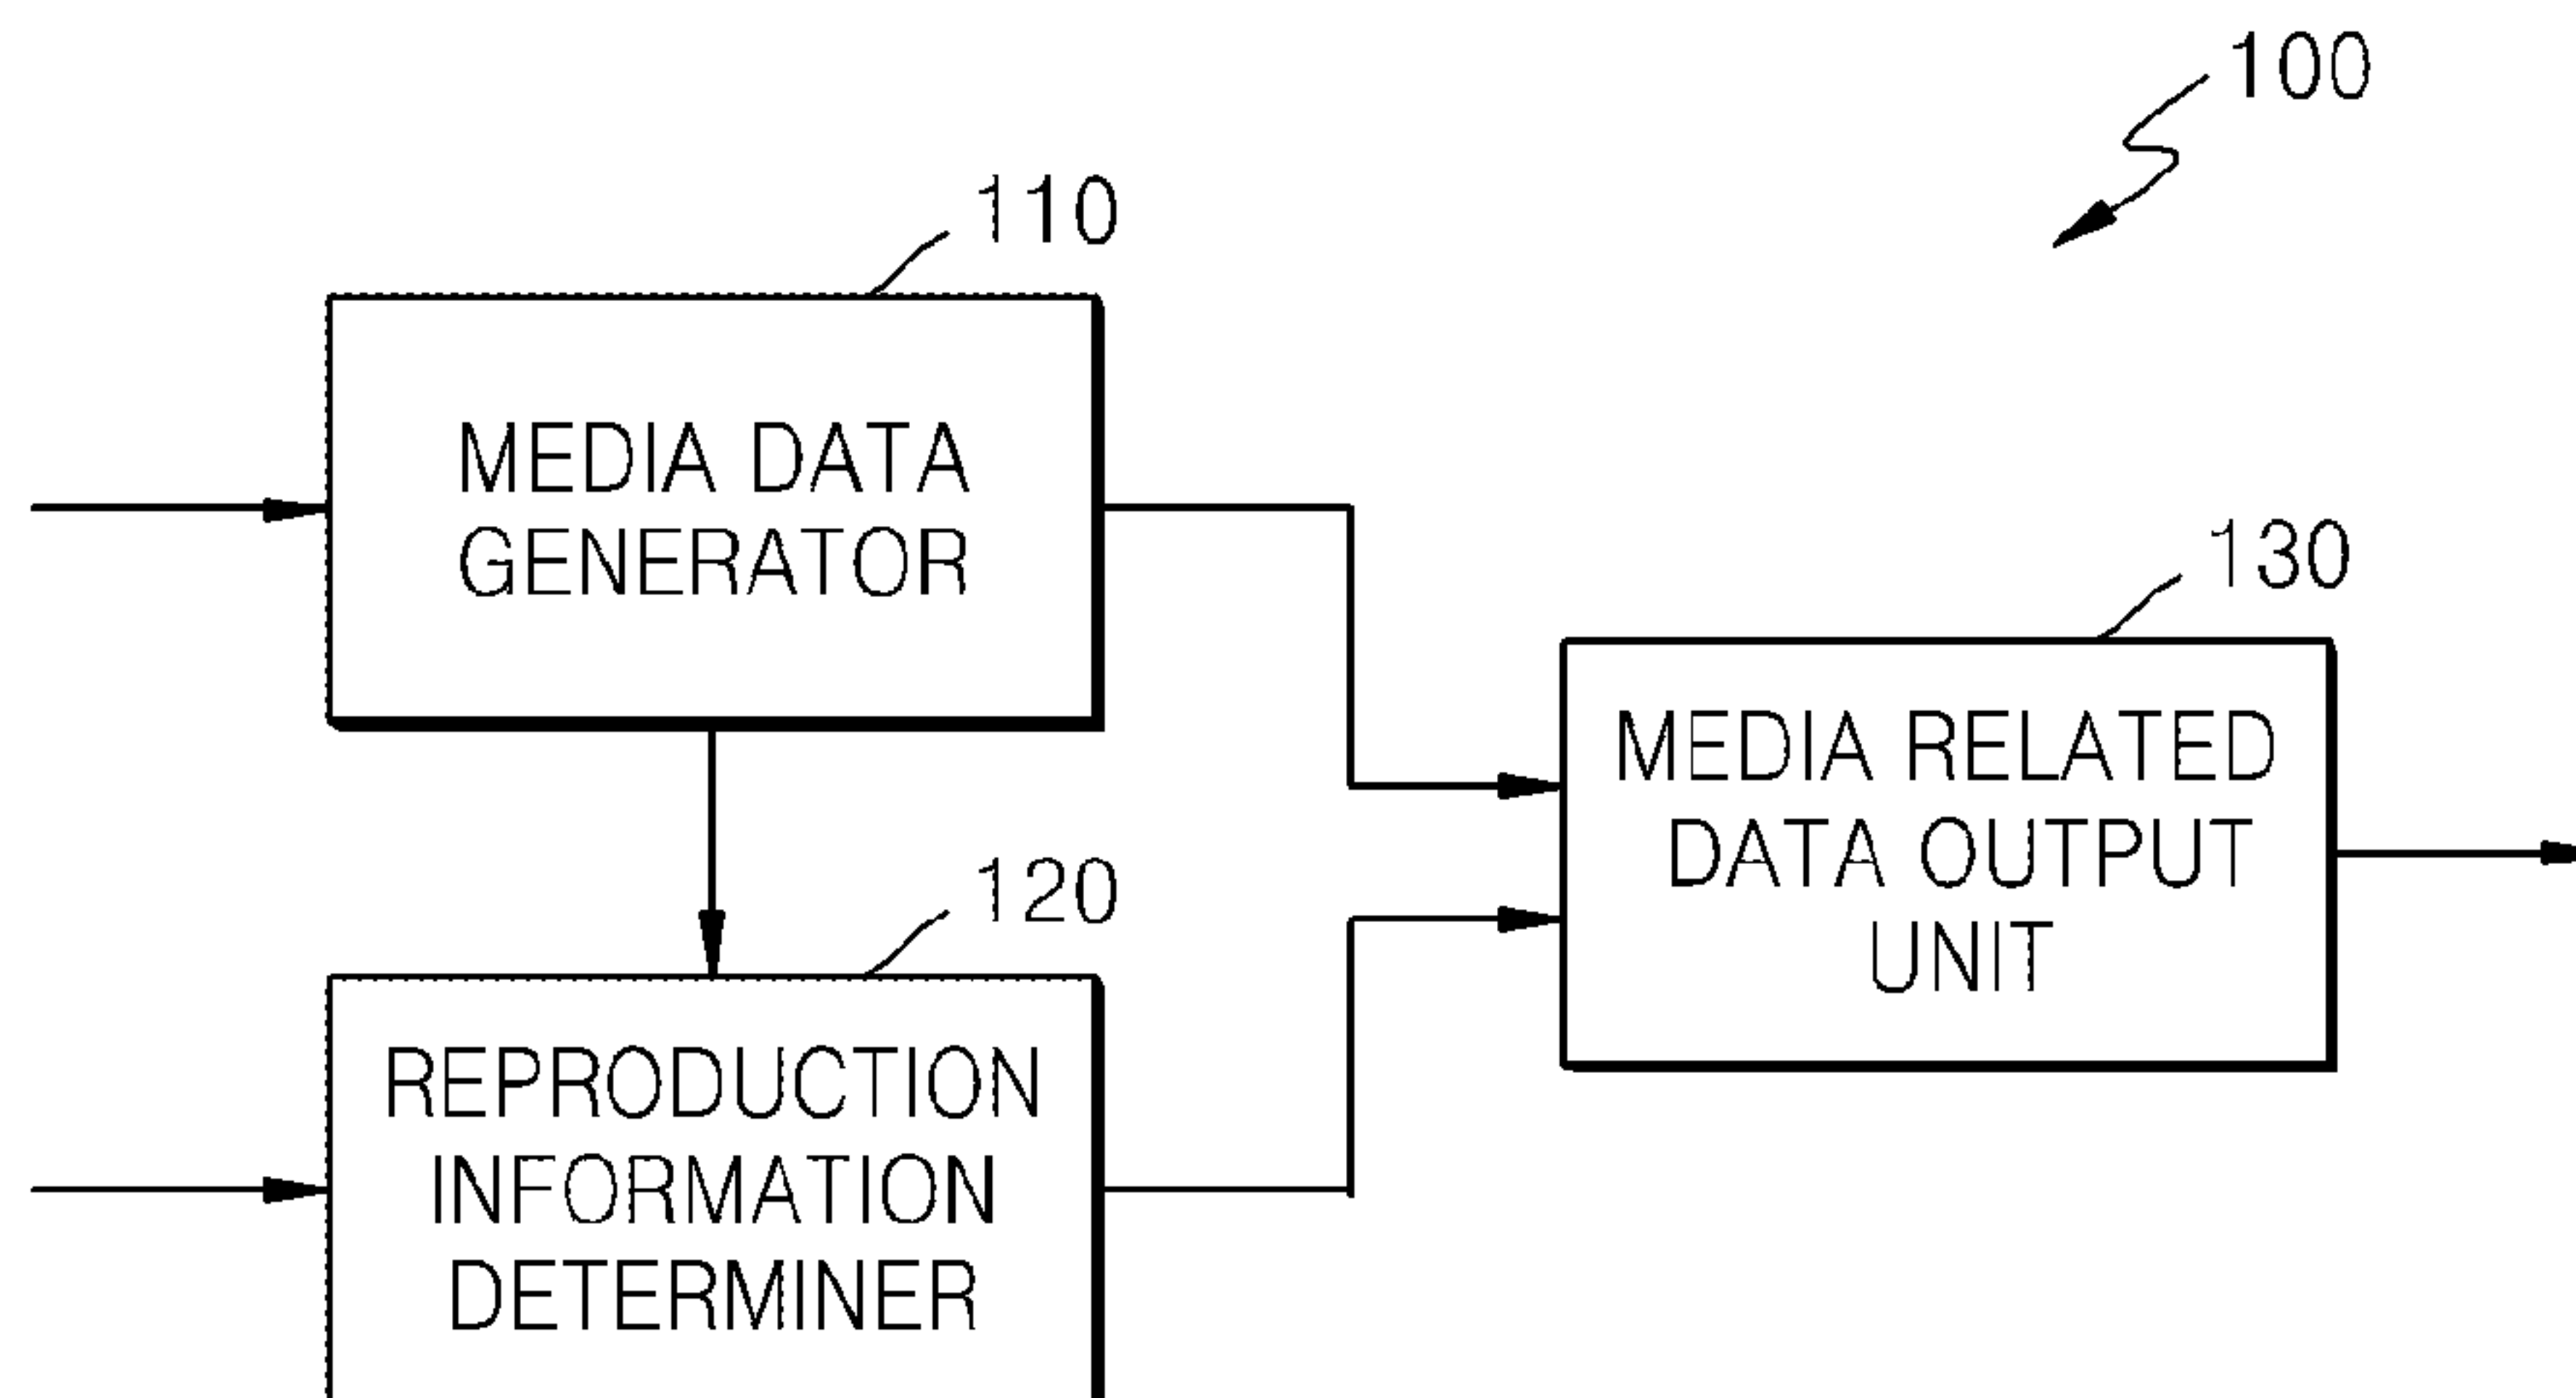 100
110
MEDIA DATA
GENERATOR
130
MEDIA RELATED
DATA OUTPUT
UNIT
120
REPRODUCTION
INFORMATION
DETERMINER